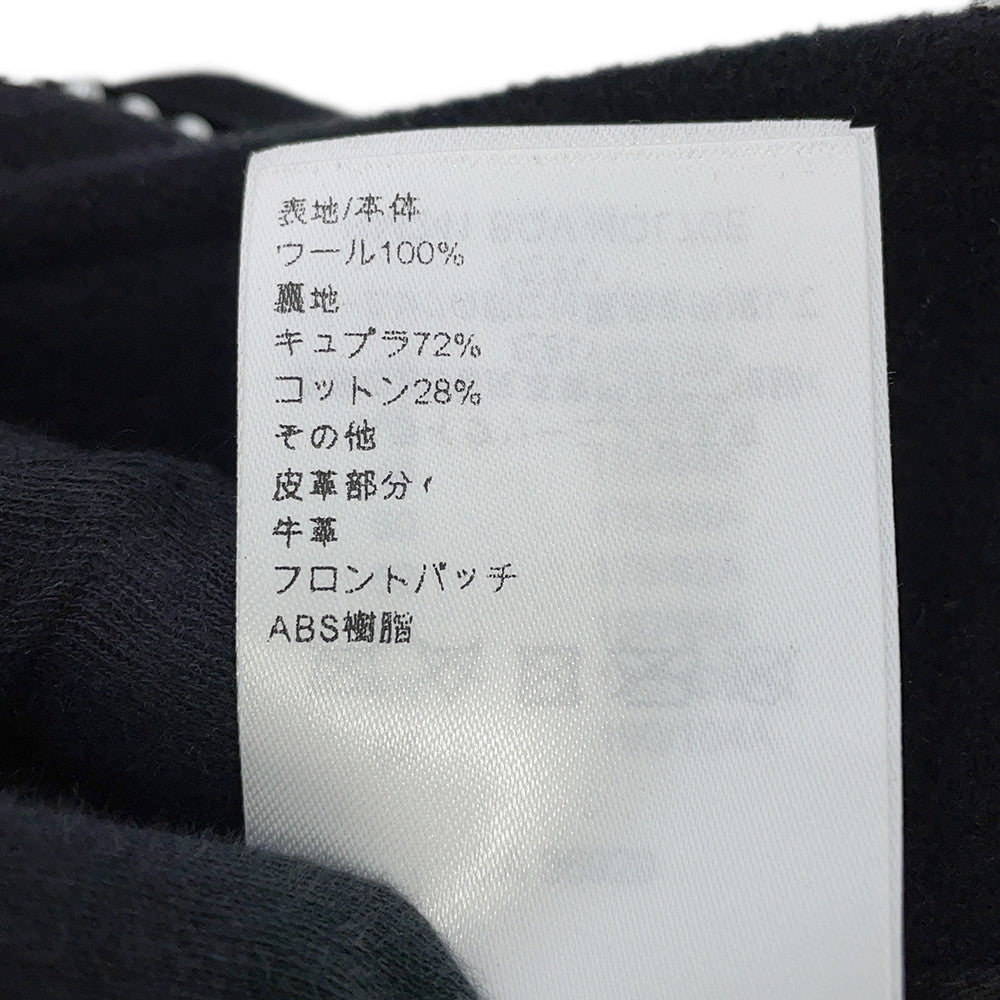 表地/本体
ウール100%
裏地
キュプラ72%
コットン28%
その他
皮革部分
牛革
フロントパッチ
ABS樹脂